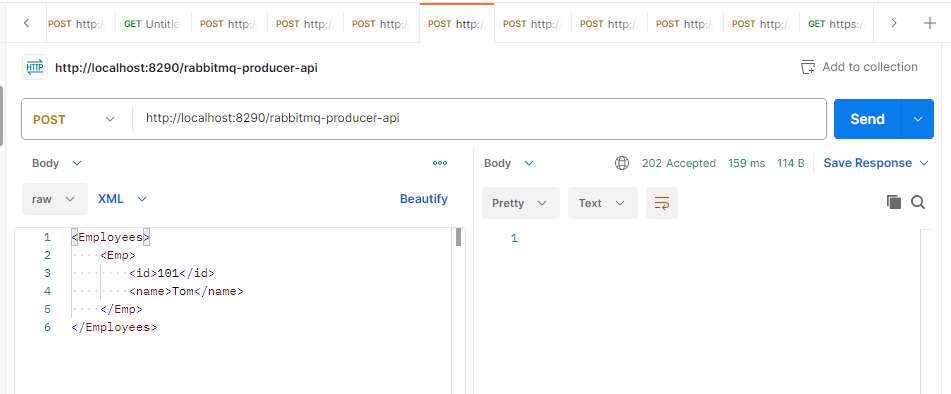 POST http:/ GET Untitle POST http:/ POST http:/ POST http:/ POST http:/ POST http:/ POST http:/ POST http:/ POST http:/ GET https:/
HTTP http://localhost:8290/rabbitmq-producer-api Add to collection
POST http://localhost:8290/rabbitmq-producer-api Send
Body Body 202 Accepted 159 ms 114 B Save Response
raw XML Beautify Pretty Text
1 <Employees> 1
2 <Emp>
3 <id>101</id>
4 <name>Tom</name>
5 </Emp>
6 </Employees>